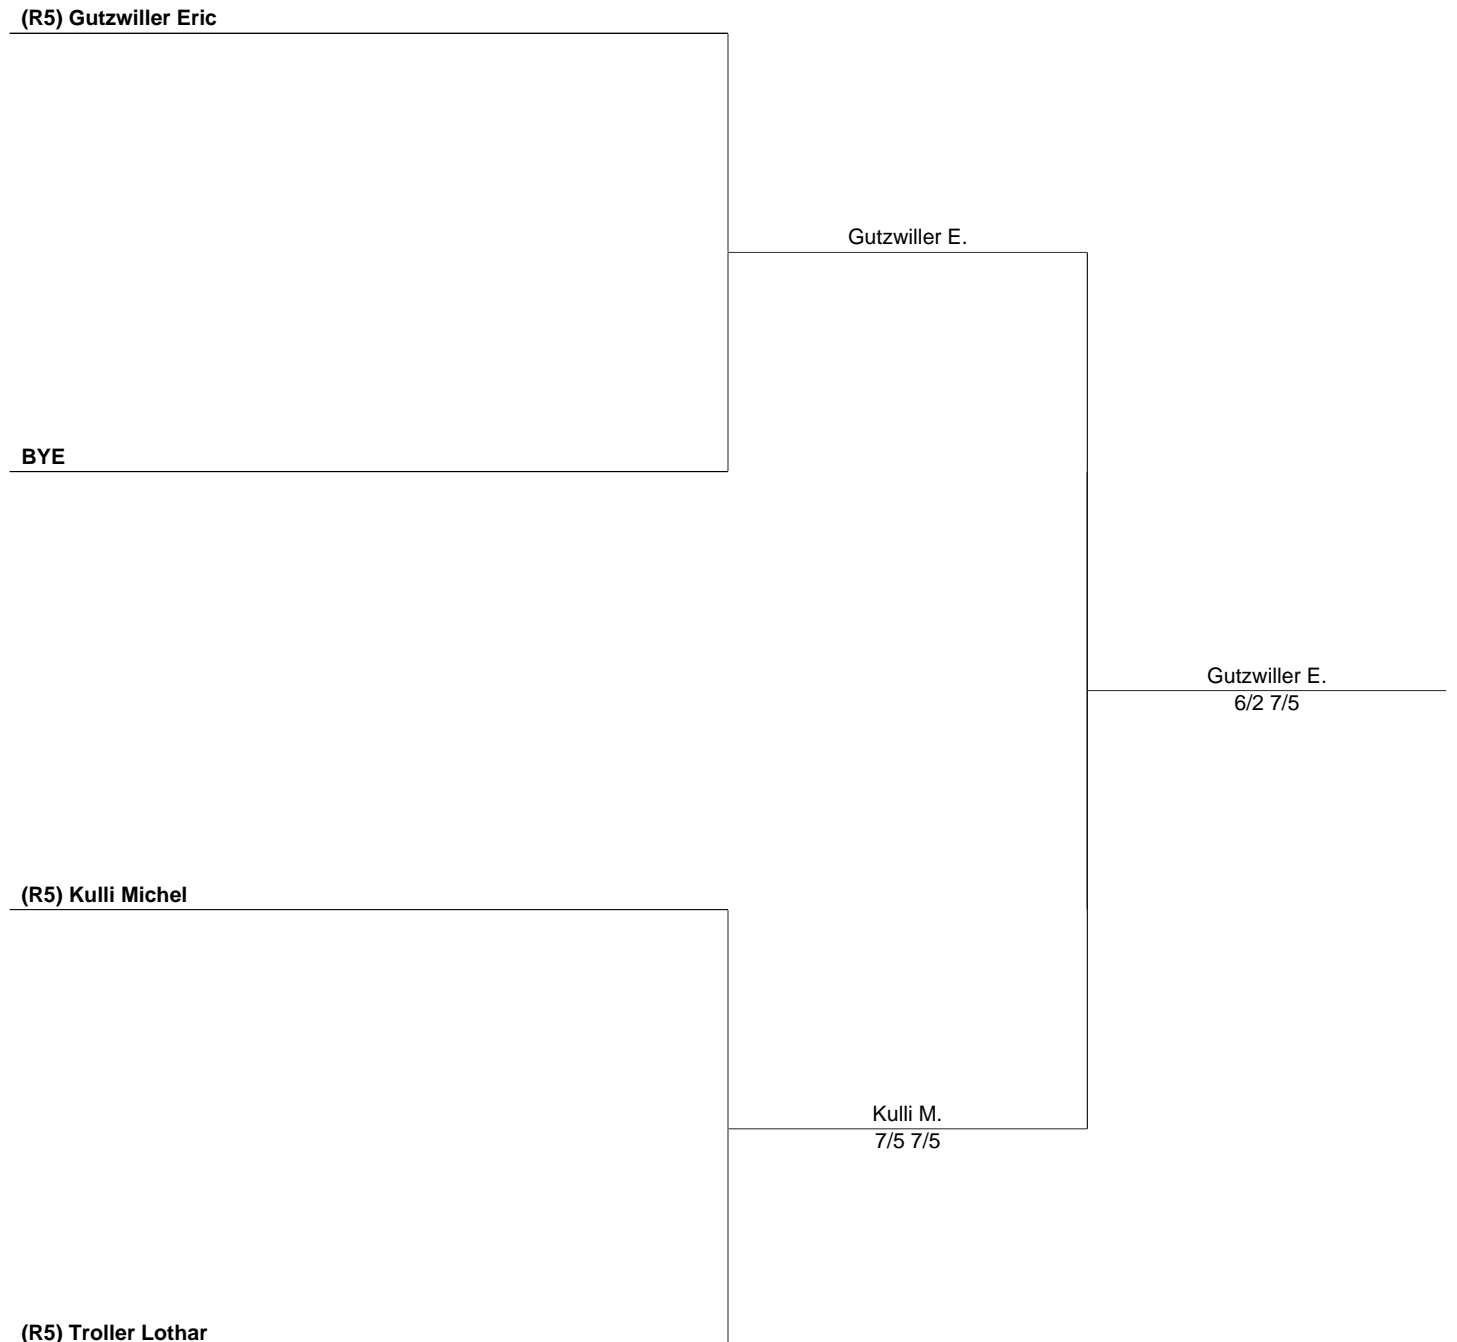 (R5) Gutzwiller Eric
Gutzwiller E.
BYE
Gutzwiller E.
6/2 7/5
(R5) Kulli Michel
Kulli M.
7/5 7/5
(R5) Troller Lothar